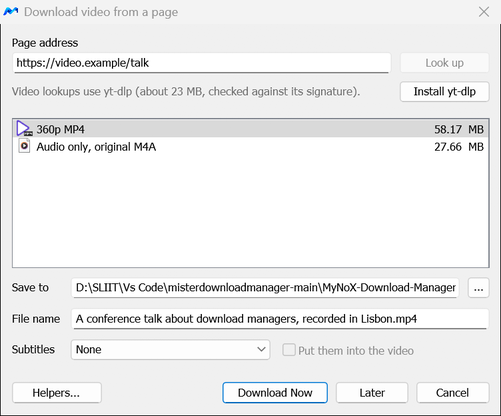 Download video from a page
Page address
https://video.example/talk
Look up
Video lookups use yt-dlp (about 23 MB, checked against its signature).
Install yt-dlp
360p MP4 58.17 MB
Audio only, original M4A 27.66 MB
Save to D:\SLIIT\Vs Code\misterdownloadmanager-main\MyNoX-Download-Manager ...
File name A conference talk about download managers, recorded in Lisbon.mp4
Subtitles None Put them into the video
Helpers... Download Now Later Cancel